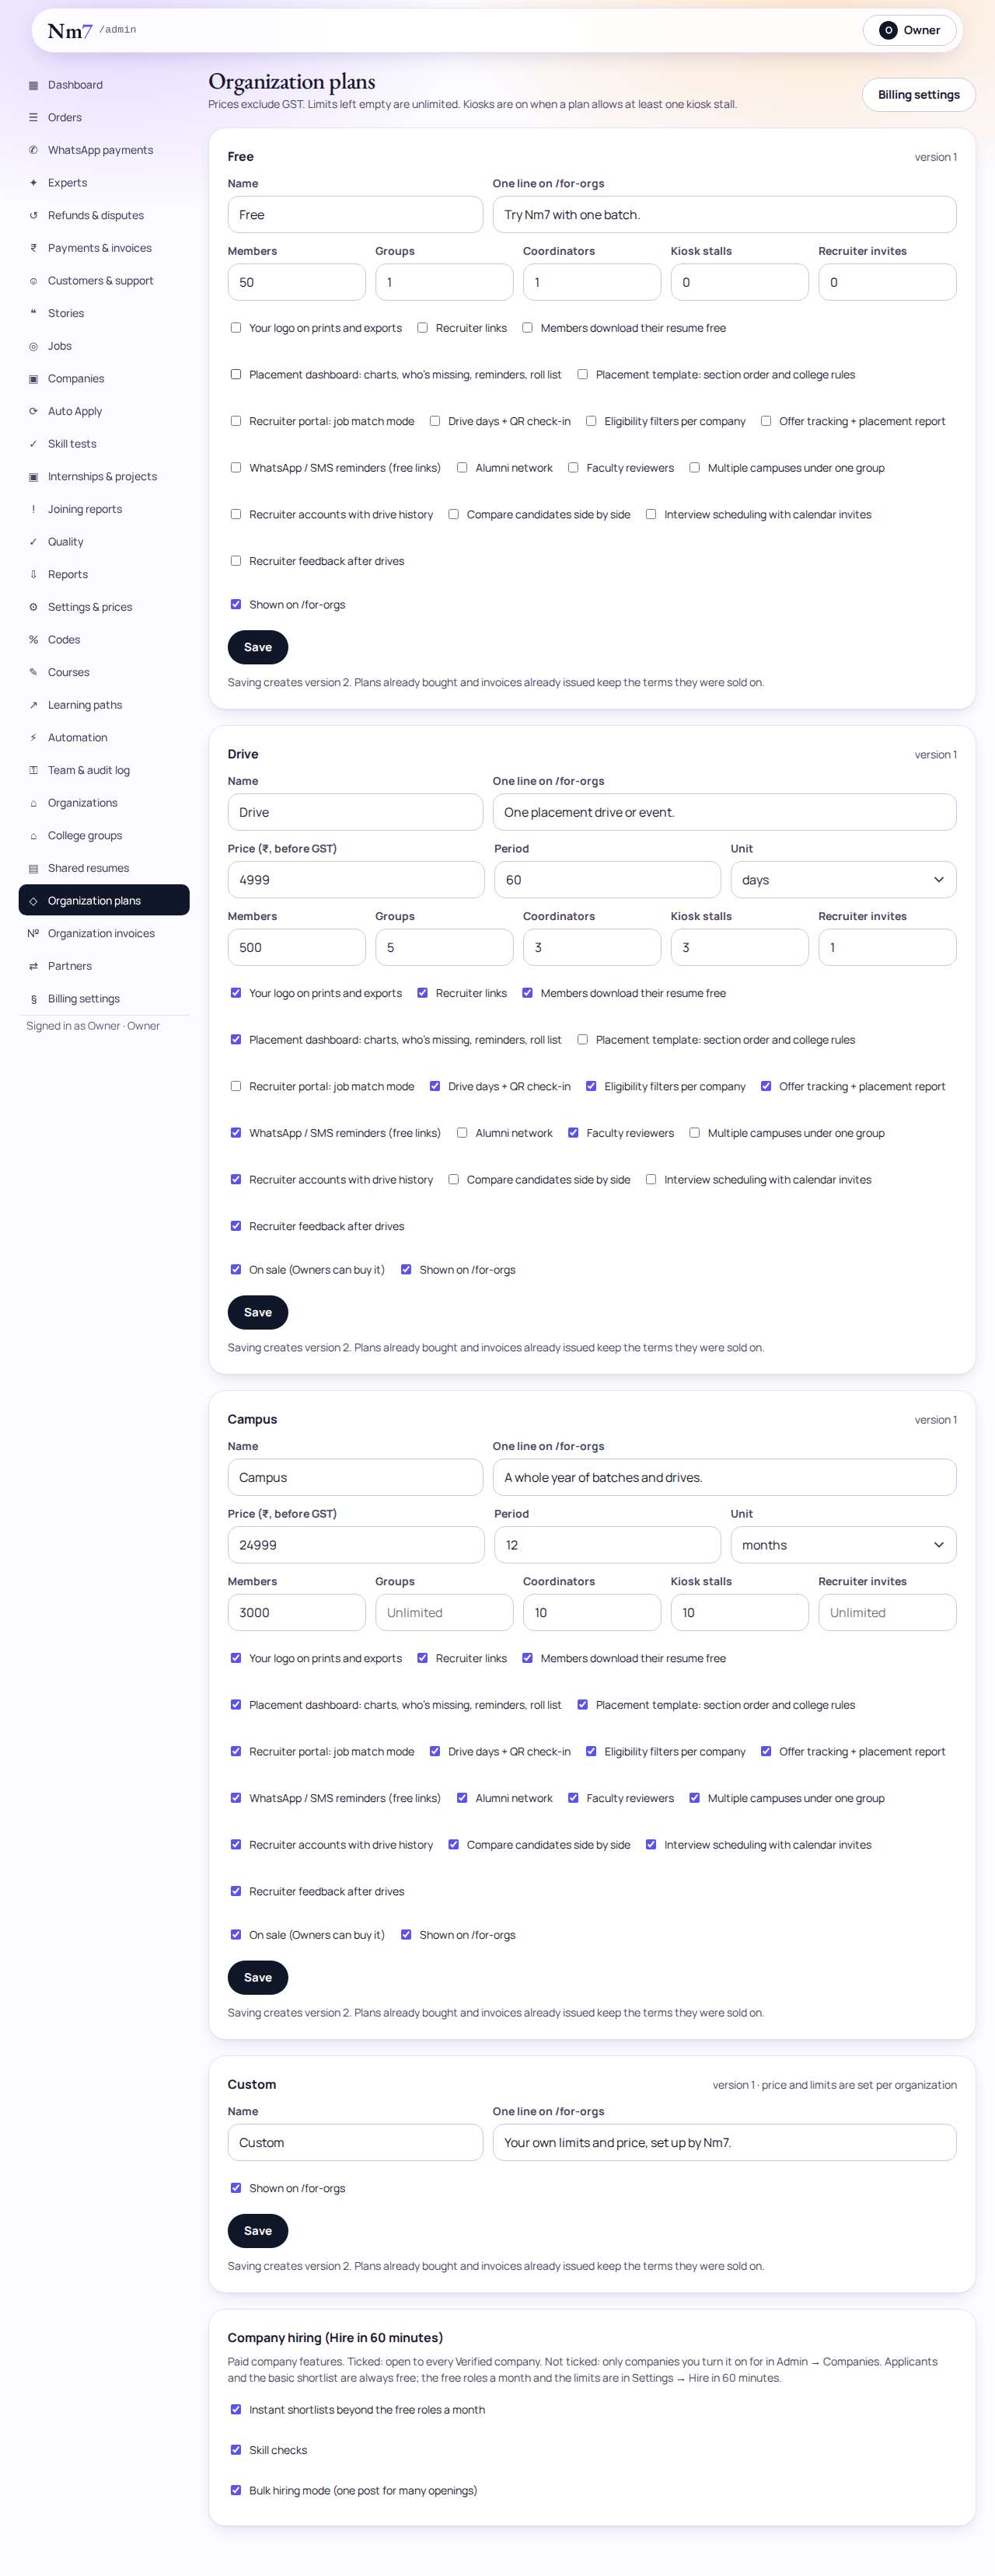 Nm7 /admin
O Owner
Dashboard
Orders
WhatsApp payments
Experts
Refunds & disputes
₹ Payments & invoices
Customers & support
Stories
Jobs
Companies
Auto Apply
Skill tests
Internships & projects
! Joining reports
Quality
Reports
Settings & prices
% Codes
Courses
Learning paths
Automation
Team & audit log
Organizations
College groups
Shared resumes
Organization plans
№ Organization invoices
Partners
§ Billing settings
Signed in as Owner · Owner
Organization plans
Prices exclude GST. Limits left empty are unlimited. Kiosks are on when a plan allows at least one kiosk stall.
Billing settings
Free version 1
Name One line on /for-orgs
Free Try Nm7 with one batch.
Members Groups Coordinators Kiosk stalls Recruiter invites
50 1 1 0 0
Your logo on prints and exports Recruiter links Members download their resume free
Placement dashboard: charts, who's missing, reminders, roll list Placement template: section order and college rules
Recruiter portal: job match mode Drive days + QR check-in Eligibility filters per company Offer tracking + placement report
WhatsApp / SMS reminders (free links) Alumni network Faculty reviewers Multiple campuses under one group
Recruiter accounts with drive history Compare candidates side by side Interview scheduling with calendar invites
Recruiter feedback after drives
Shown on /for-orgs
Save
Saving creates version 2. Plans already bought and invoices already issued keep the terms they were sold on.
Drive version 1
Name One line on /for-orgs
Drive One placement drive or event.
Price (₹, before GST) Period Unit
4999 60 days
Members Groups Coordinators Kiosk stalls Recruiter invites
500 5 3 3 1
Your logo on prints and exports Recruiter links Members download their resume free
Placement dashboard: charts, who's missing, reminders, roll list Placement template: section order and college rules
Recruiter portal: job match mode Drive days + QR check-in Eligibility filters per company Offer tracking + placement report
WhatsApp / SMS reminders (free links) Alumni network Faculty reviewers Multiple campuses under one group
Recruiter accounts with drive history Compare candidates side by side Interview scheduling with calendar invites
Recruiter feedback after drives
On sale (Owners can buy it) Shown on /for-orgs
Save
Saving creates version 2. Plans already bought and invoices already issued keep the terms they were sold on.
Campus version 1
Name One line on /for-orgs
Campus A whole year of batches and drives.
Price (₹, before GST) Period Unit
24999 12 months
Members Groups Coordinators Kiosk stalls Recruiter invites
3000 Unlimited 10 10 Unlimited
Your logo on prints and exports Recruiter links Members download their resume free
Placement dashboard: charts, who's missing, reminders, roll list Placement template: section order and college rules
Recruiter portal: job match mode Drive days + QR check-in Eligibility filters per company Offer tracking + placement report
WhatsApp / SMS reminders (free links) Alumni network Faculty reviewers Multiple campuses under one group
Recruiter accounts with drive history Compare candidates side by side Interview scheduling with calendar invites
Recruiter feedback after drives
On sale (Owners can buy it) Shown on /for-orgs
Save
Saving creates version 2. Plans already bought and invoices already issued keep the terms they were sold on.
Custom version 1 · price and limits are set per organization
Name One line on /for-orgs
Custom Your own limits and price, set up by Nm7.
Shown on /for-orgs
Save
Saving creates version 2. Plans already bought and invoices already issued keep the terms they were sold on.
Company hiring (Hire in 60 minutes)
Paid company features. Ticked: open to every Verified company. Not ticked: only companies you turn it on for in Admin → Companies. Applicants
and the basic shortlist are always free; the free roles a month and the limits are in Settings → Hire in 60 minutes.
Instant shortlists beyond the free roles a month
Skill checks
Bulk hiring mode (one post for many openings)